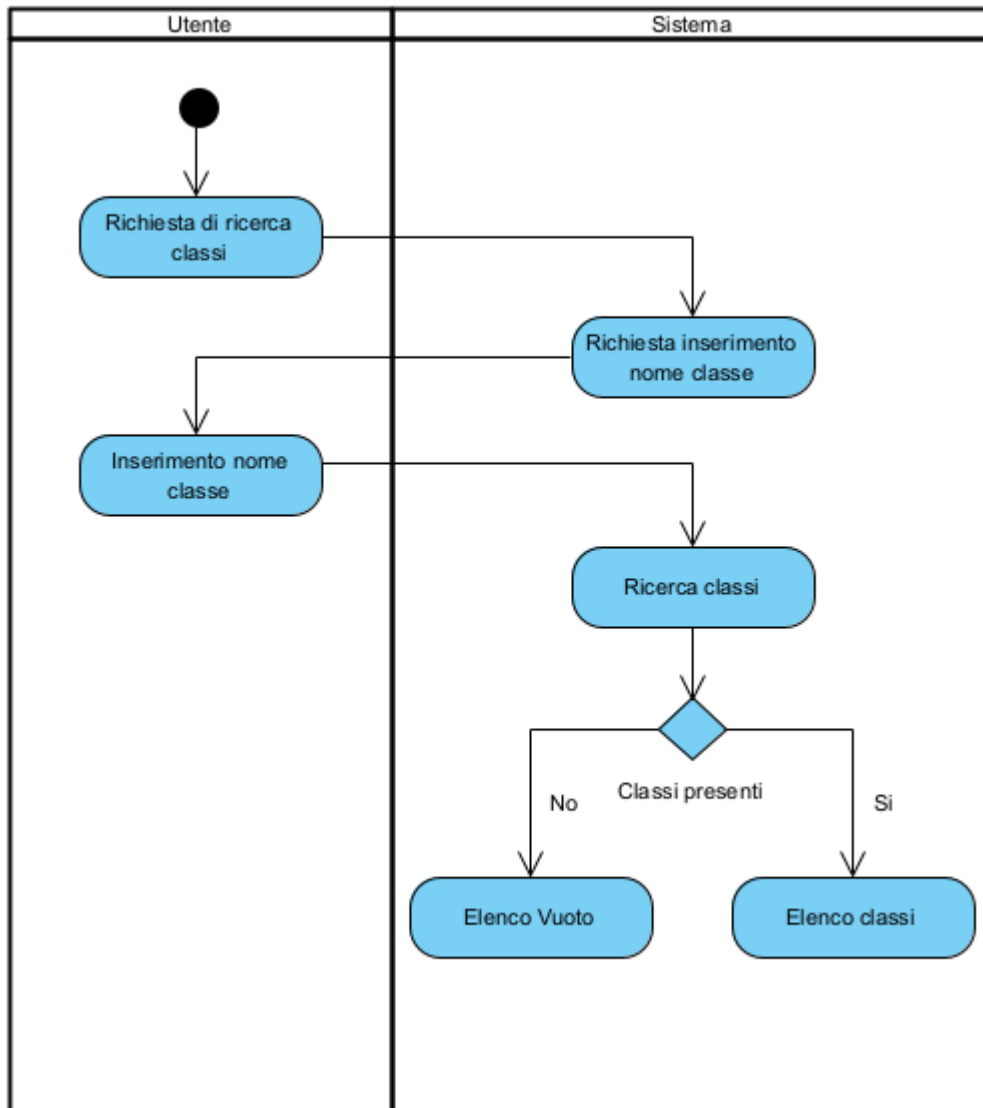 Utente
Sistema
Richiesta di ricerca
classi
Richiesta inserimento
nome classe
Inserimento nome
classe
Ricerca classi
Classi presenti
No
Si
Elenco Vuoto
Elenco classi